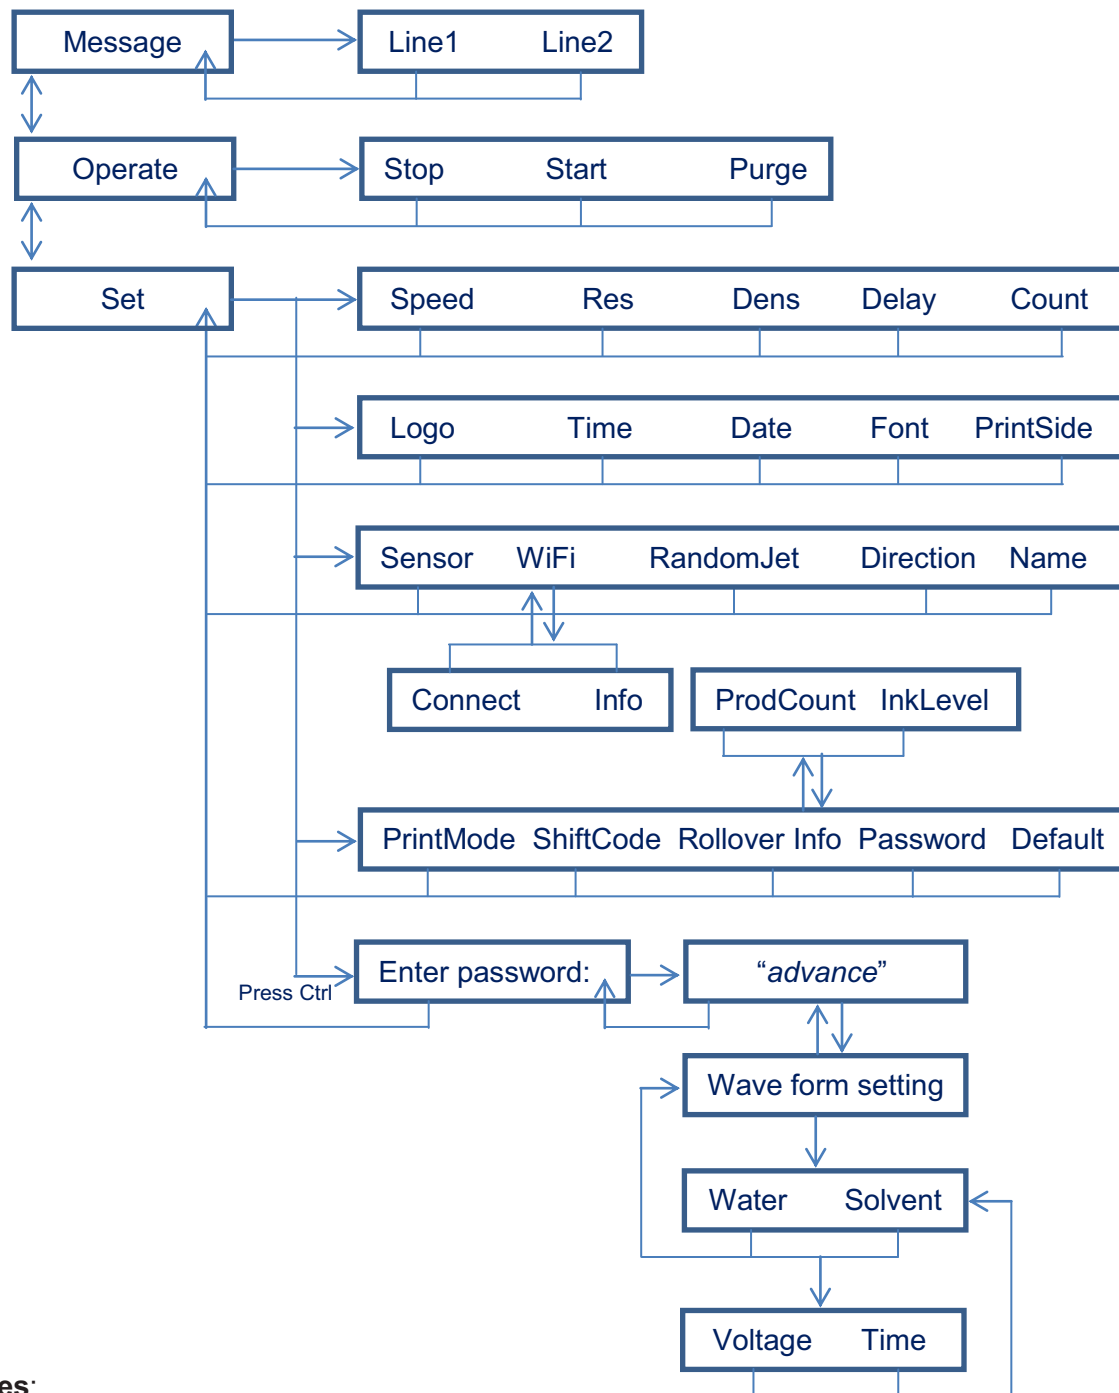 Message Line1 Line2
Operate Stop Start Purge
Set Speed Res Dens Delay Count
Logo Time Date Font PrintSide
Sensor WiFi RandomJet Direction Name
Connect Info ProdCount InkLevel
PrintMode ShiftCode Rollover Info Password Default
Enter password: “advance”
Press Ctrl
Wave form setting
Water Solvent
Voltage Time
es: